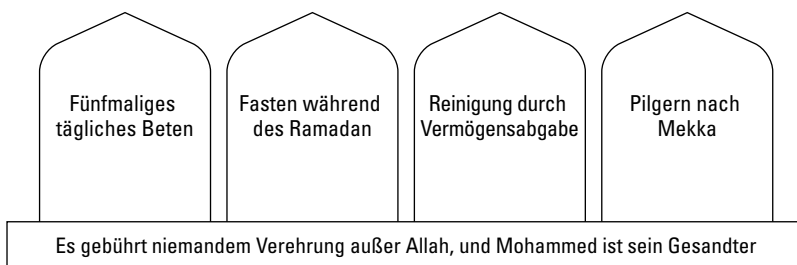 Fünfmaliges
tägliches Beten
Fasten während
des Ramadan
Reinigung durch
Vermögensabgabe
Pilgern nach
Mekka
Es gebührt niemandem Verehrung außer Allah, und Mohammed ist sein Gesandter